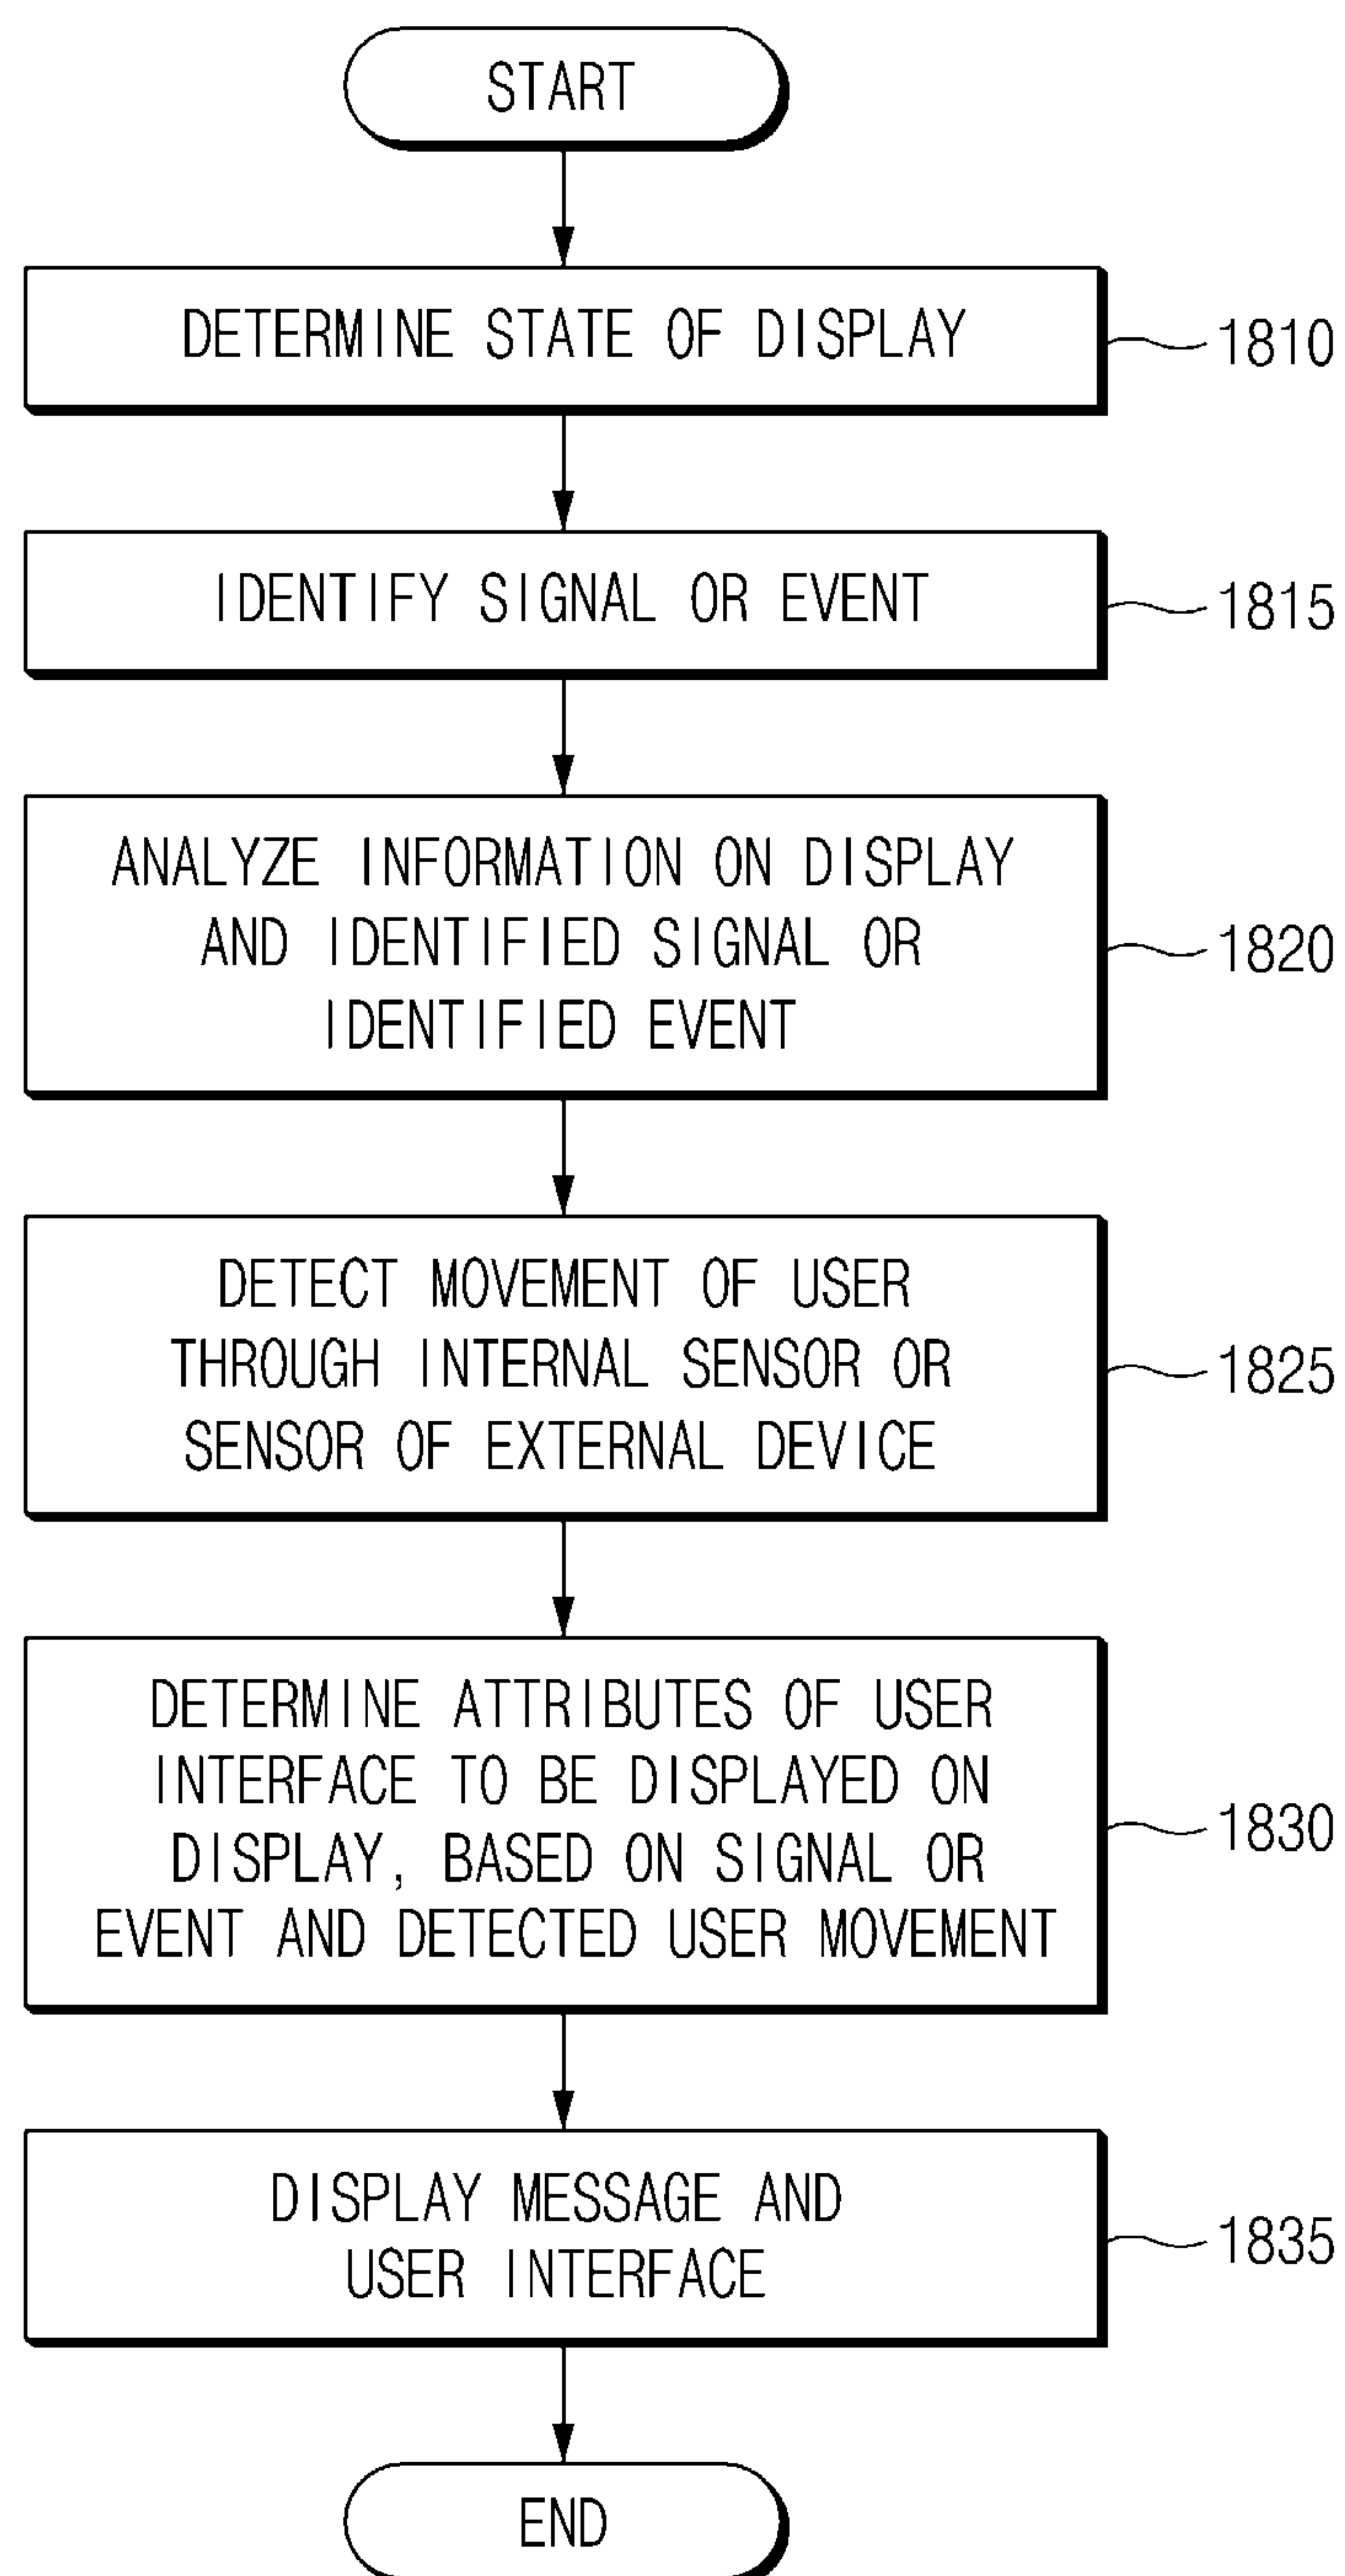 START
DETERMINE STATE OF DISPLAY
1810
IDENTIFY SIGNAL OR EVENT
1815
ANALYZE INFORMATION ON DISPLAY
AND IDENTIFIED SIGNAL OR
IDENTIFIED EVENT
1820
DETECT MOVEMENT OF USER
THROUGH INTERNAL SENSOR OR
SENSOR OF EXTERNAL DEVICE
1825
DETERMINE ATTRIBUTES OF USER
INTERFACE TO BE DISPLAYED ON
DISPLAY, BASED ON SIGNAL OR
EVENT AND DETECTED USER MOVEMENT
1830
DISPLAY MESSAGE AND
USER INTERFACE
1835
END